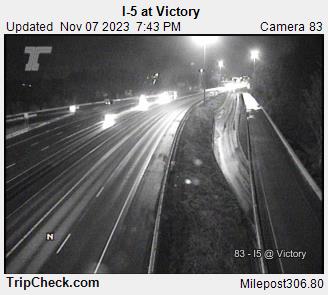 I-5 at Victory
Updated Nov 07 2023 7:43 PM Camera 83
T
N
83 - I5 @ Victory
TripCheck.com Milepost306.80